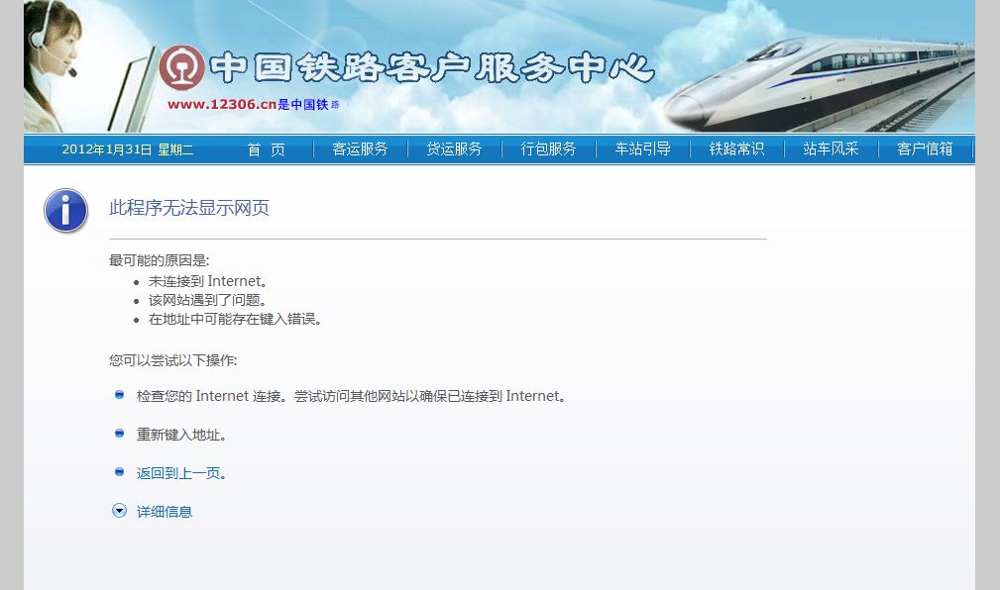 中国铁路客户服务中心
www.12306.cn是中国铁路
2012年1月31日 星期二 首 页 客运服务 货运服务 行包服务 车站引导 铁路常识 站车风采 客户信箱
此程序无法显示网页
最可能的原因是:
未连接到 Internet。
该网站遇到了问题。
在地址中可能存在键入错误。
您可以尝试以下操作:
检查您的 Internet 连接。尝试访问其他网站以确保已连接到 Internet。
重新键入地址。
返回到上一页。
详细信息